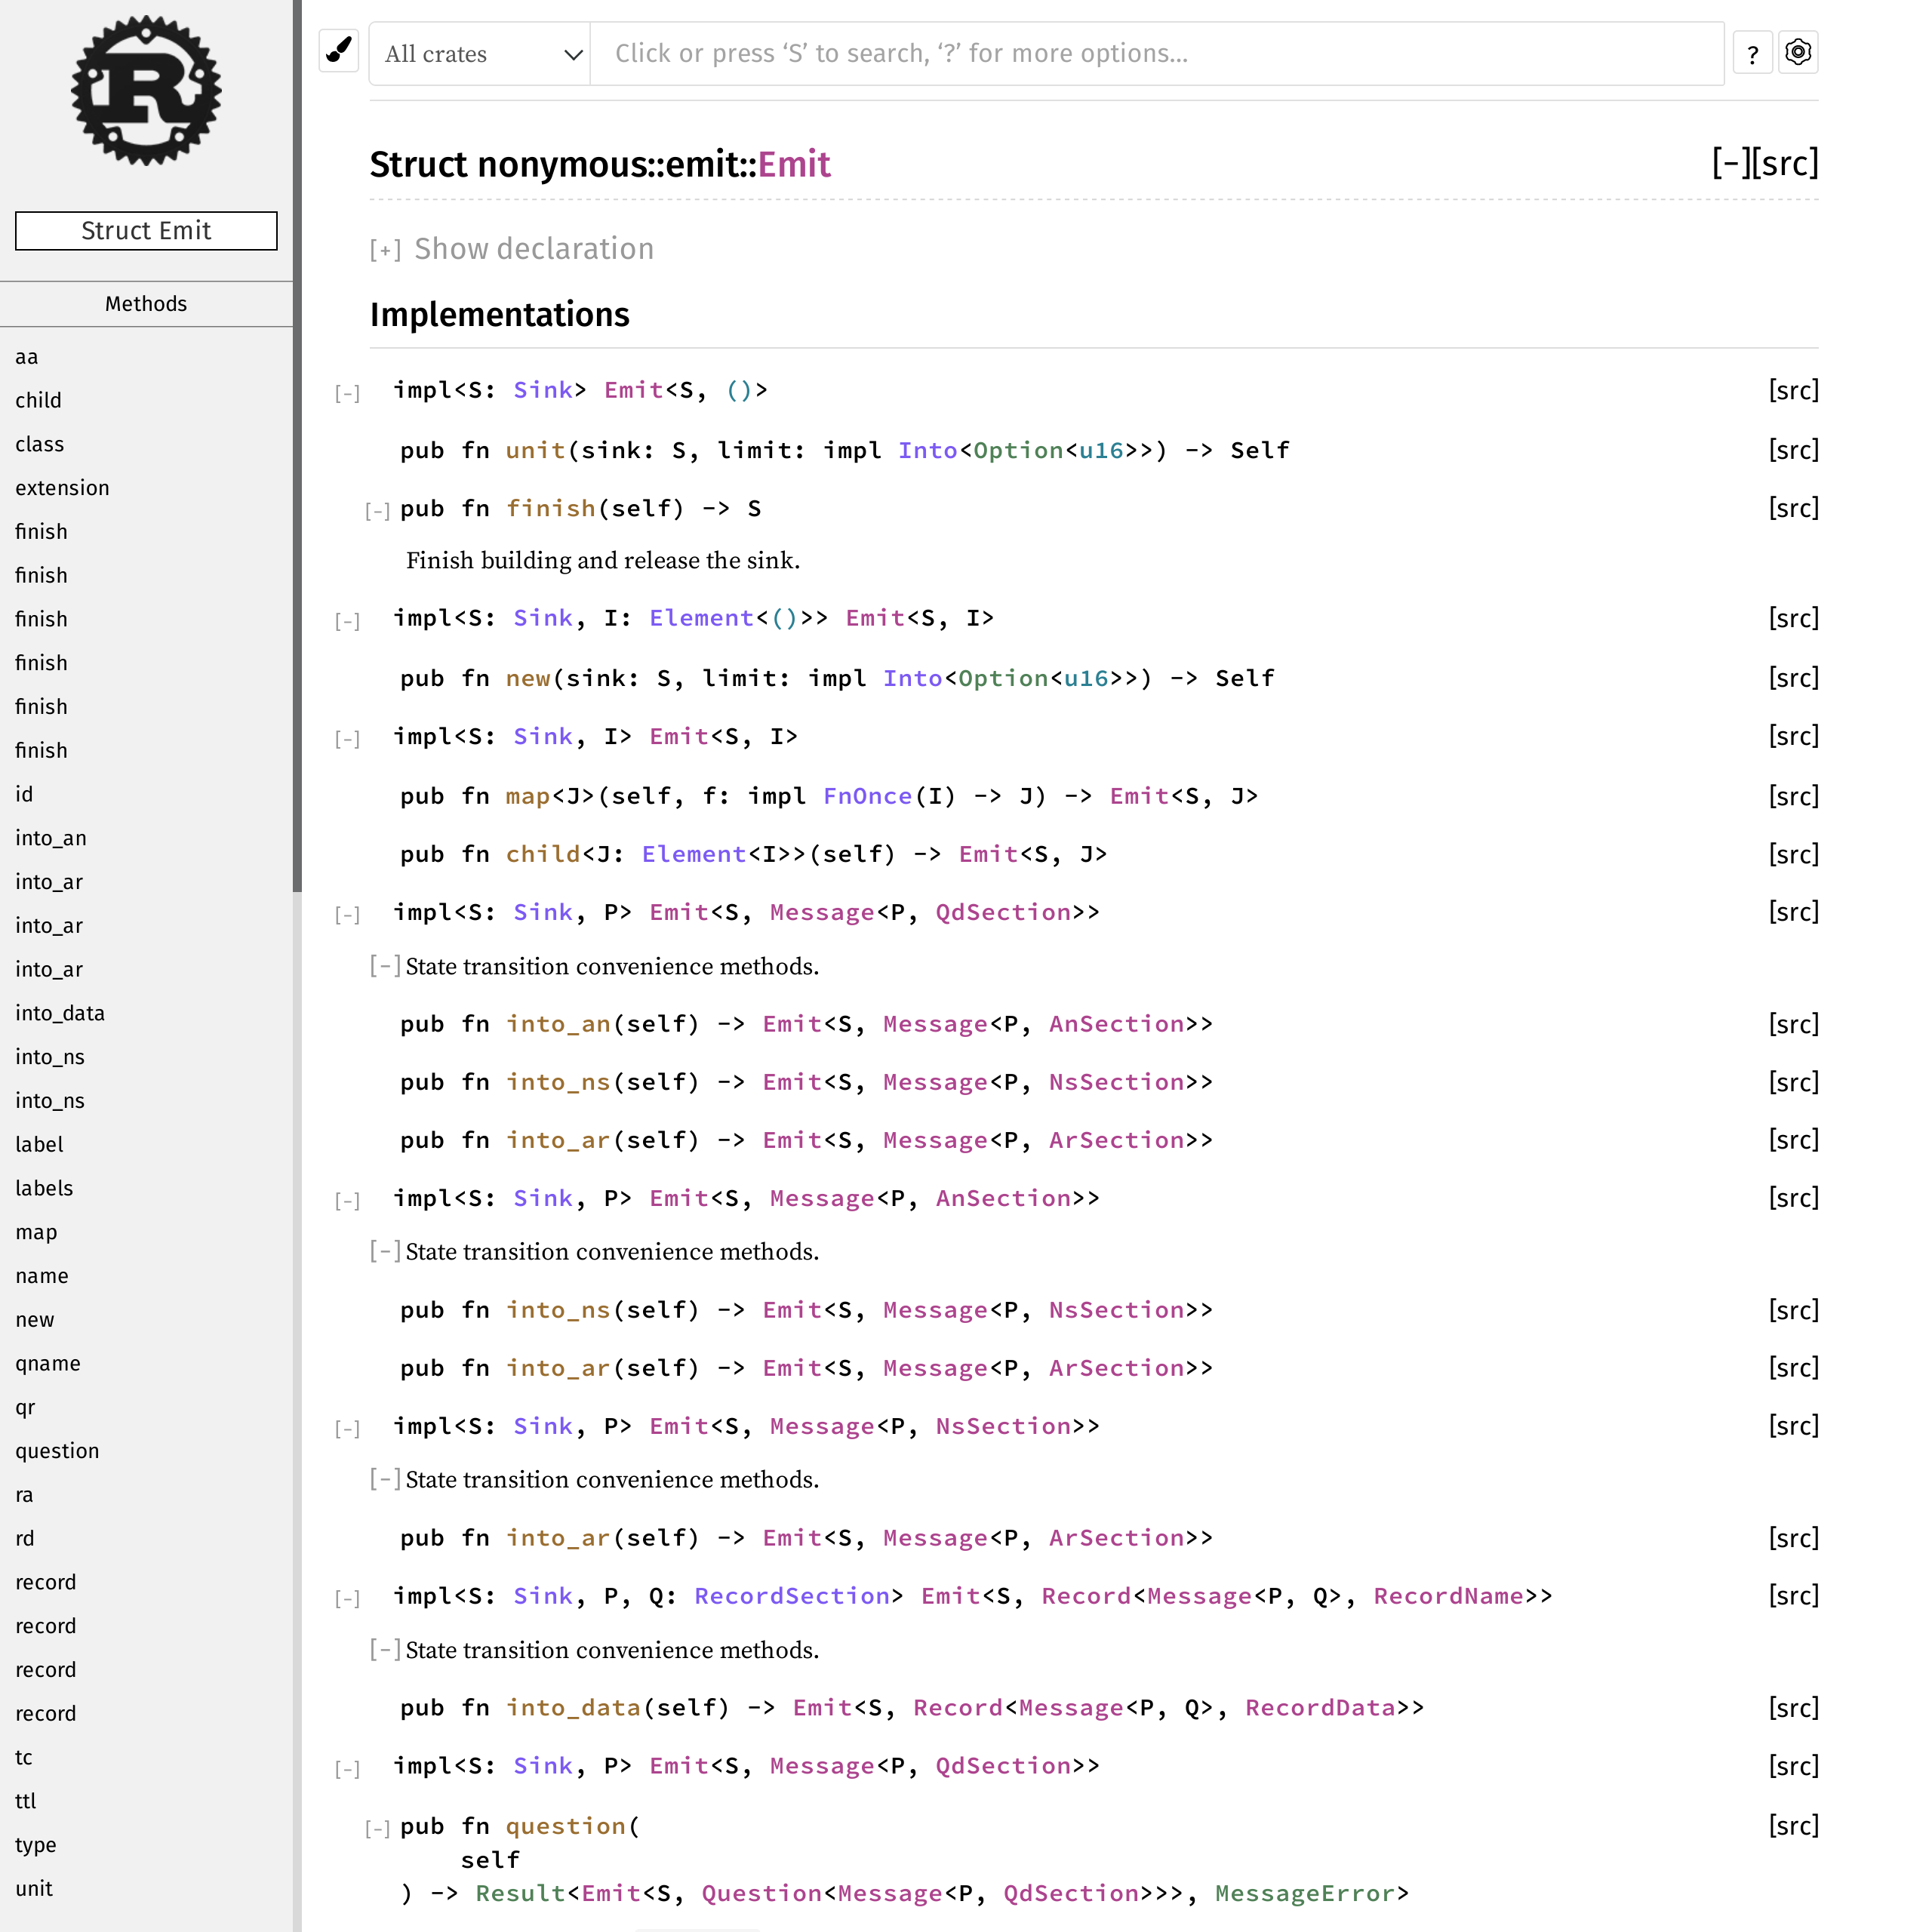 R
Struct Emit
Methods
aa
child
class
extension
finish
finish
finish
finish
finish
finish
id
into_an
into_ar
into_ar
into_ar
into_data
into_ns
into_ns
label
labels
map
name
new
qname
qr
question
ra
rd
record
record
record
record
tc
ttl
type
unit
All crates
Click or press ‘S’ to search, ‘?’ for more options…
?
Struct nonymous::emit::Emit [−][src]
[+] Show declaration
Implementations
[−] impl<S: Sink> Emit<S, ()> [src]
pub fn unit(sink: S, limit: impl Into<Option<u16>>) -> Self [src]
[−] pub fn finish(self) -> S [src]
Finish building and release the sink.
[−] impl<S: Sink, I: Element<()>> Emit<S, I> [src]
pub fn new(sink: S, limit: impl Into<Option<u16>>) -> Self [src]
[−] impl<S: Sink, I> Emit<S, I> [src]
pub fn map<J>(self, f: impl FnOnce(I) -> J) -> Emit<S, J> [src]
pub fn child<J: Element<I>>(self) -> Emit<S, J> [src]
[−] impl<S: Sink, P> Emit<S, Message<P, QdSection>> [src]
[−] State transition convenience methods.
pub fn into_an(self) -> Emit<S, Message<P, AnSection>> [src]
pub fn into_ns(self) -> Emit<S, Message<P, NsSection>> [src]
pub fn into_ar(self) -> Emit<S, Message<P, ArSection>> [src]
[−] impl<S: Sink, P> Emit<S, Message<P, AnSection>> [src]
[−] State transition convenience methods.
pub fn into_ns(self) -> Emit<S, Message<P, NsSection>> [src]
pub fn into_ar(self) -> Emit<S, Message<P, ArSection>> [src]
[−] impl<S: Sink, P> Emit<S, Message<P, NsSection>> [src]
[−] State transition convenience methods.
pub fn into_ar(self) -> Emit<S, Message<P, ArSection>> [src]
[−] impl<S: Sink, P, Q: RecordSection> Emit<S, Record<Message<P, Q>, RecordName>> [src]
[−] State transition convenience methods.
pub fn into_data(self) -> Emit<S, Record<Message<P, Q>, RecordData>> [src]
[−] impl<S: Sink, P> Emit<S, Message<P, QdSection>> [src]
[−] pub fn question( [src]
self
) -> Result<Emit<S, Question<Message<P, QdSection>>>, MessageError>